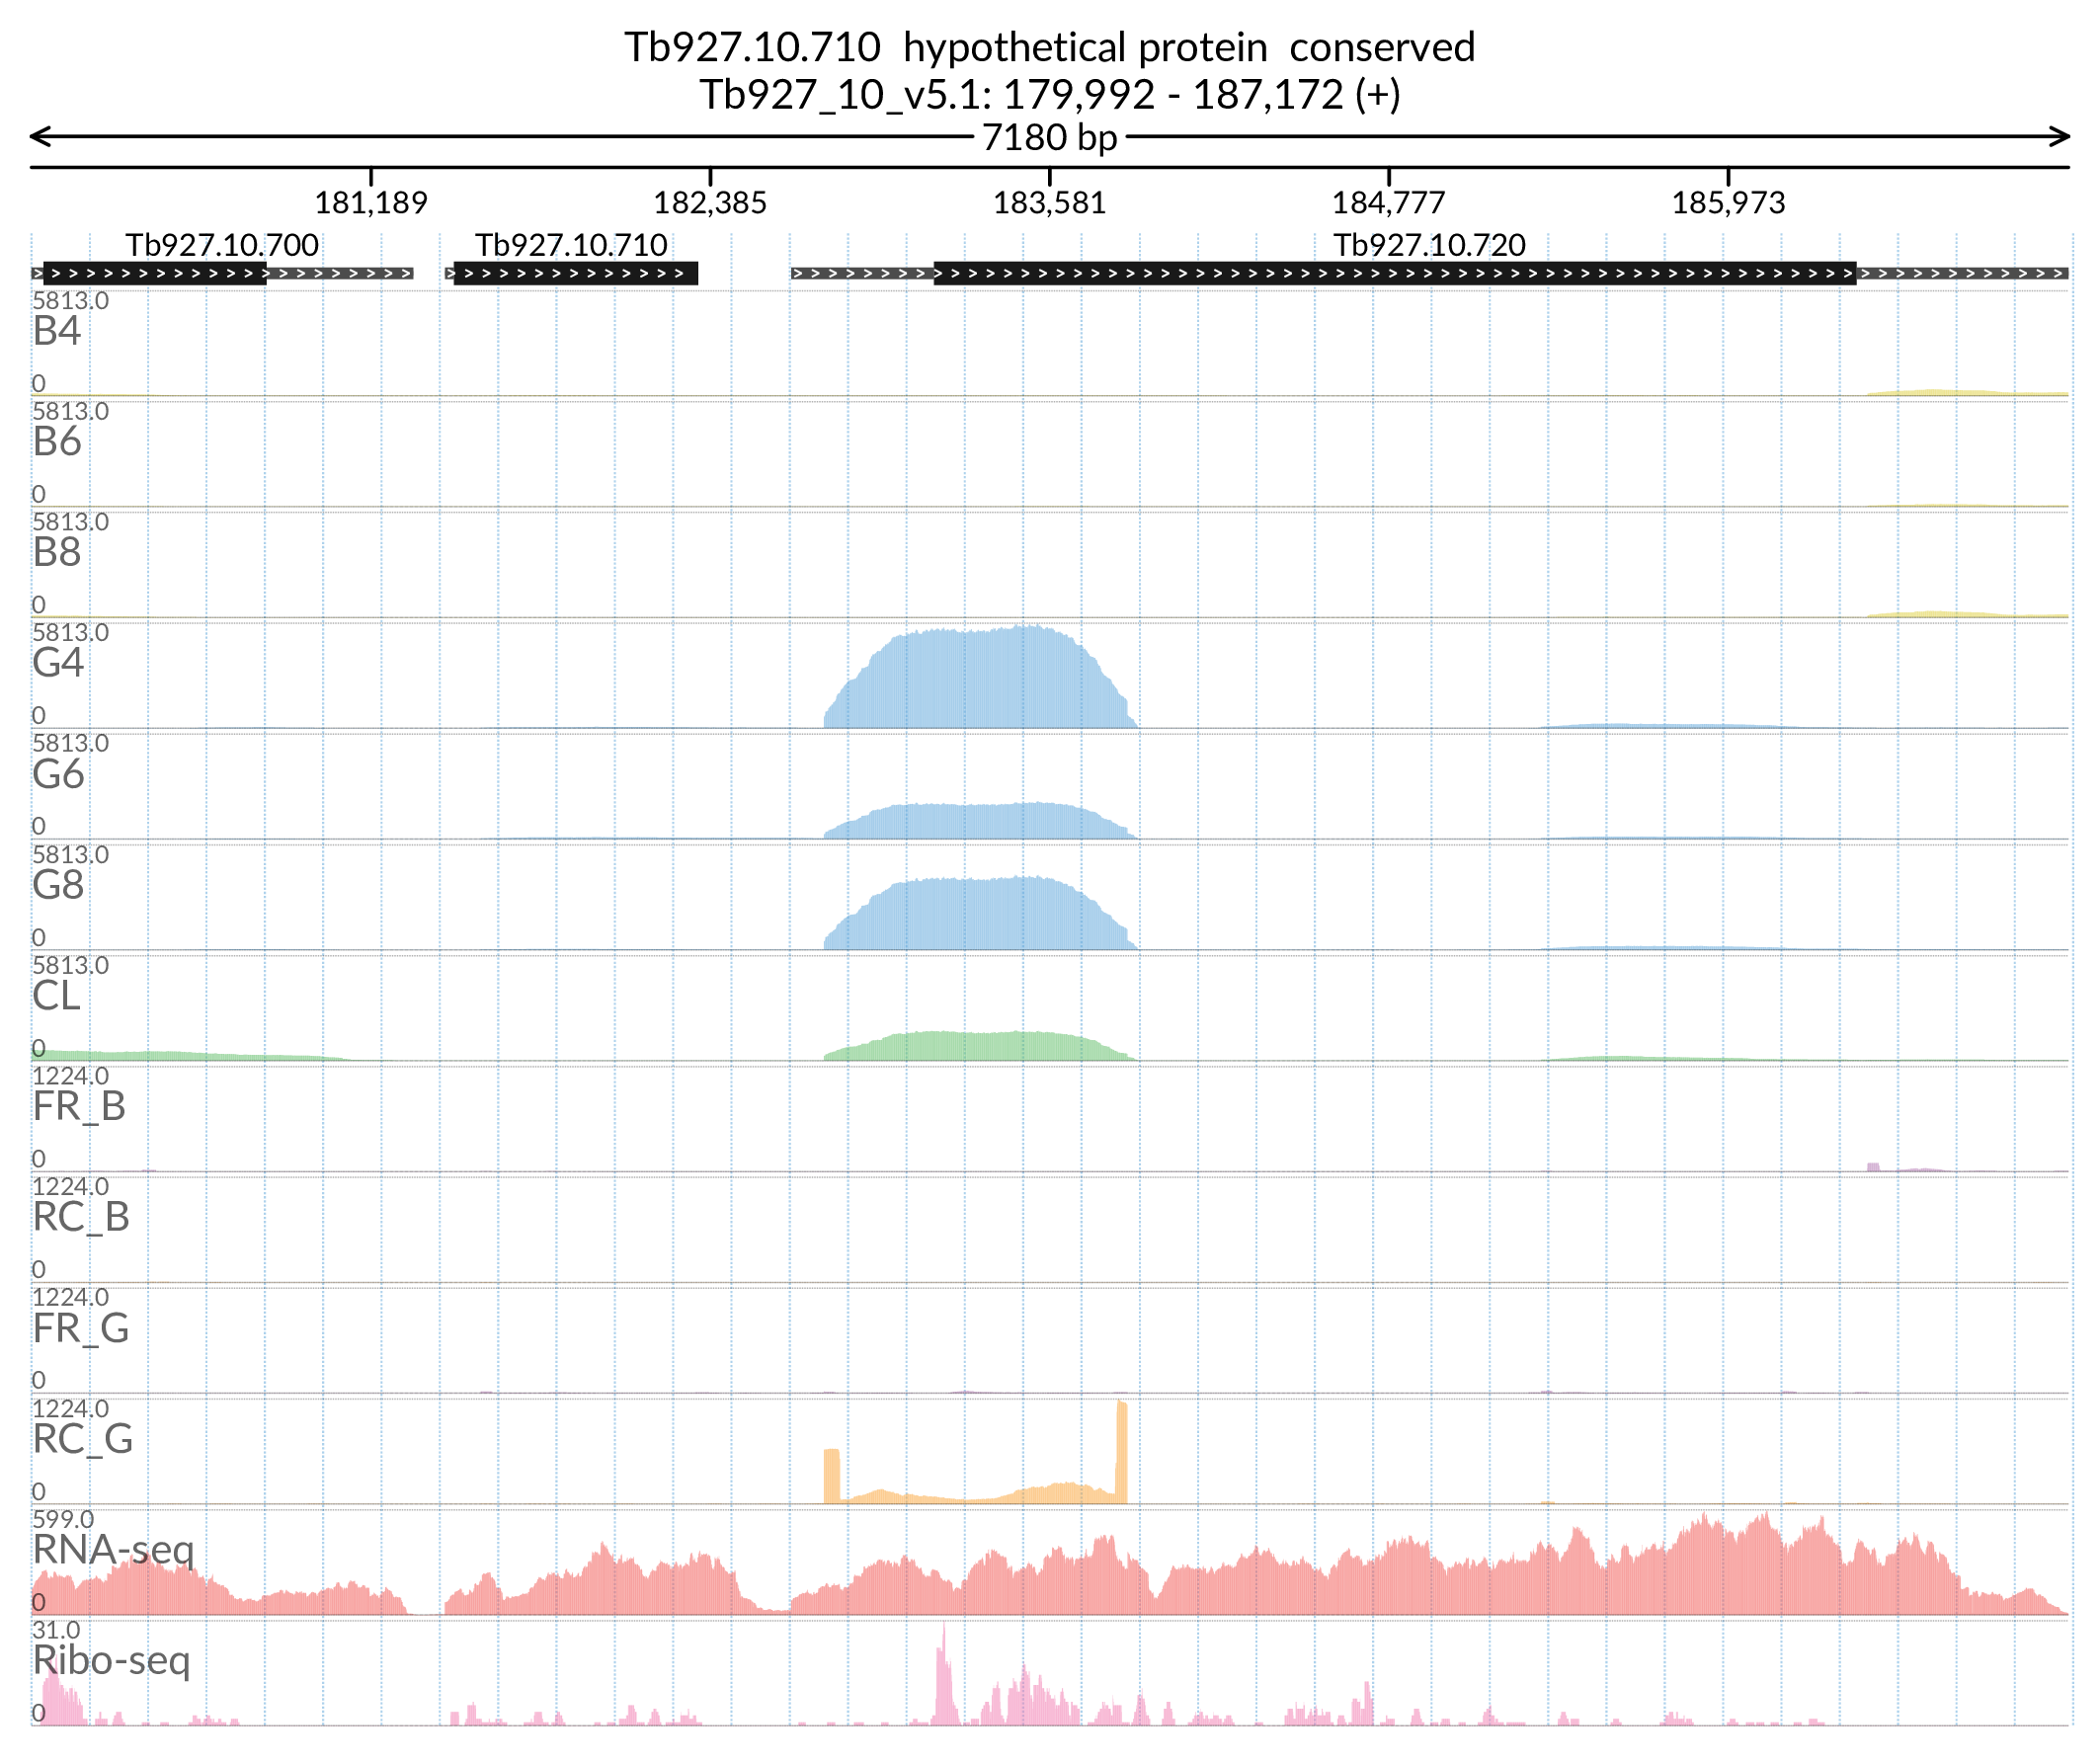 Tb927.10.710  hypothetical protein  conserved
Tb927_10_v5.1: 179,992 - 187,172 (+)
7180 bp
181,189 182,385 183,581 184,777 185,973
Tb927.10.700 Tb927.10.710 Tb927.10.720
5813.0
B4
0
5813.0
B6
0
5813.0
B8
0
5813.0
G4
0
5813.0
G6
0
5813.0
G8
0
5813.0
CL
0
1224.0
FR_B
0
1224.0
RC_B
0
1224.0
FR_G
0
1224.0
RC_G
0
599.0
RNA-seq
0
31.0
Ribo-seq
0